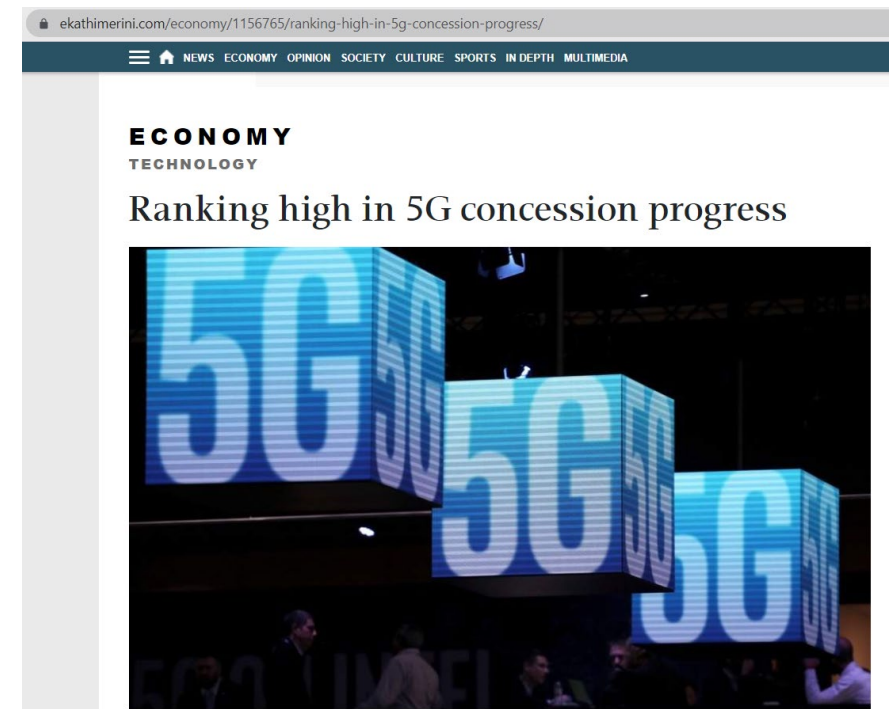 ekathimerini.com/economy/1156765/ranking-high-in-5g-concession-progress/
NEWS ECONOMY OPINION SOCIETY CULTURE SPORTS IN DEPTH MULTIMEDIA
ECONOMY
TECHNOLOGY
Ranking high in 5G concession progress
5G 5G
5G 5G
5G 5G
INTEL